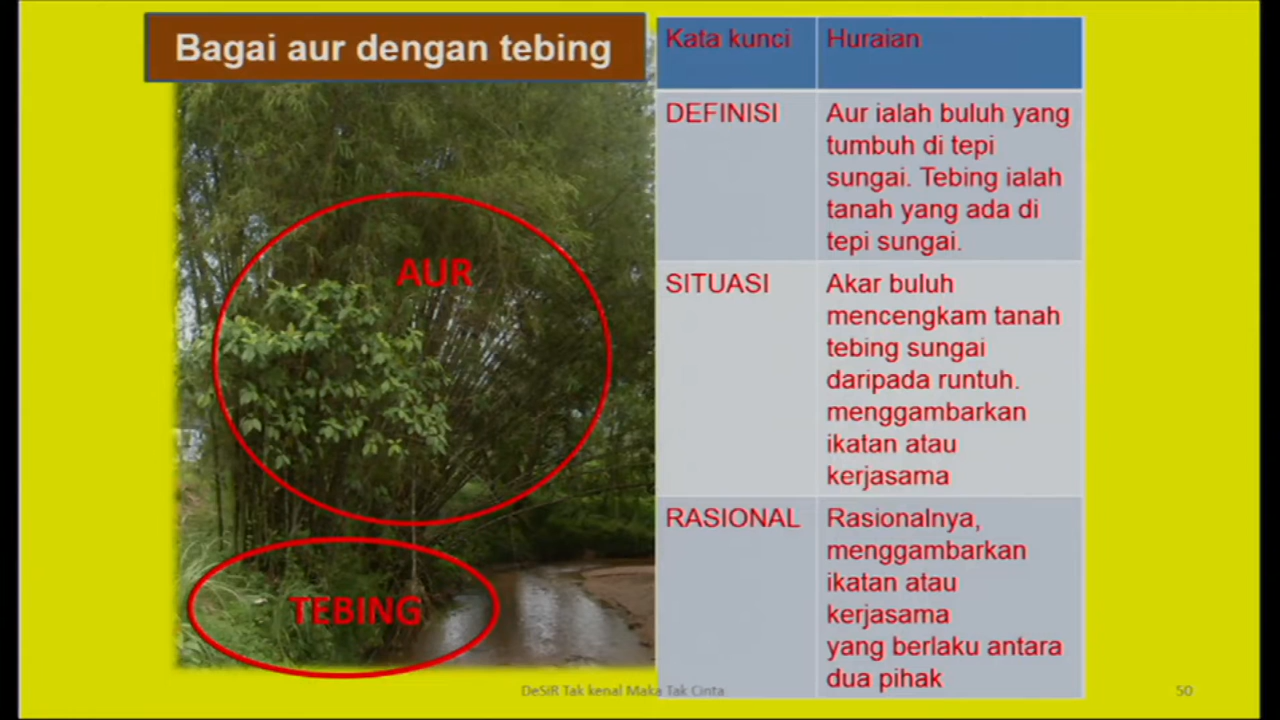 Bagai aur dengan tebing
AUR
TEBING
Kata kunci Huraian
DEFINISI Aur ialah buluh yang
tumbuh di tepi
sungai. Tebing ialah
tanah yang ada di
tepi sungai.
SITUASI Akar buluh
mencengkam tanah
tebing sungai
daripada runtuh.
menggambarkan
ikatan atau
kerjasama
RASIONAL Rasionalnya,
menggambarkan
ikatan atau
kerjasama
yang berlaku antara
dua pihak
DeSiR Tak kenal Maka Tak Cinta
50